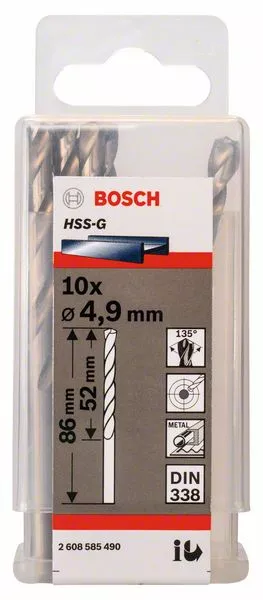 BOSCH
HSS-G
10x
ø 4,9 mm
135°
86 mm
52 mm
METAL
DIN
338
2 608 585 490